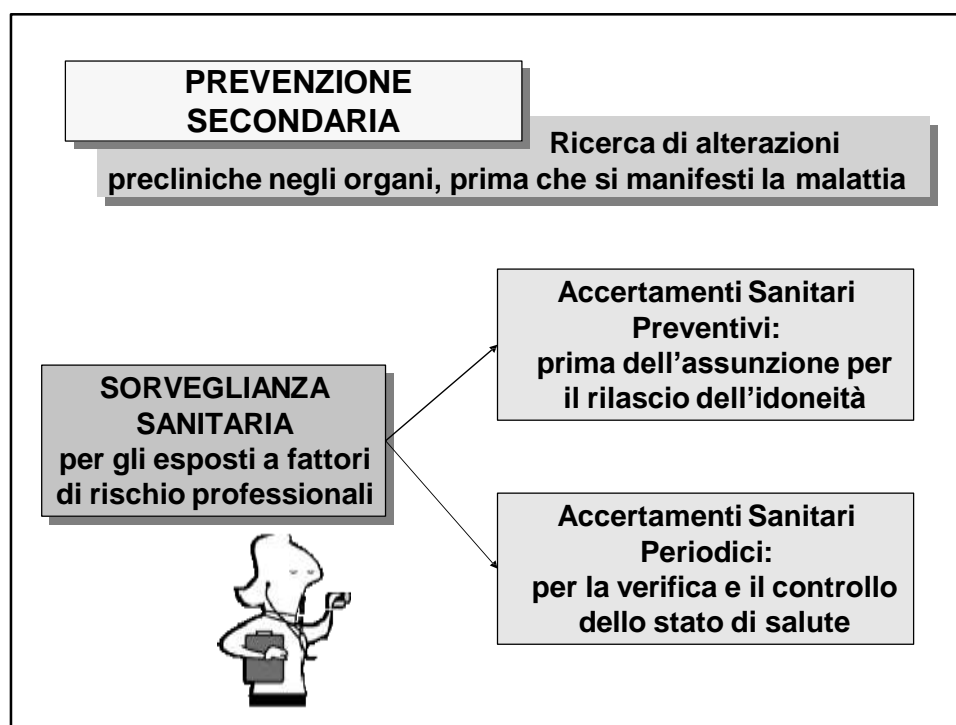 PREVENZIONE
SECONDARIA
Ricerca di alterazioni
precliniche negli organi, prima che si manifesti la malattia
SORVEGLIANZA
SANITARIA
per gli esposti a fattori
di rischio professionali
Accertamenti Sanitari
Preventivi:
prima dell’assunzione per
il rilascio dell’idoneità
Accertamenti Sanitari
Periodici:
per la verifica e il controllo
dello stato di salute